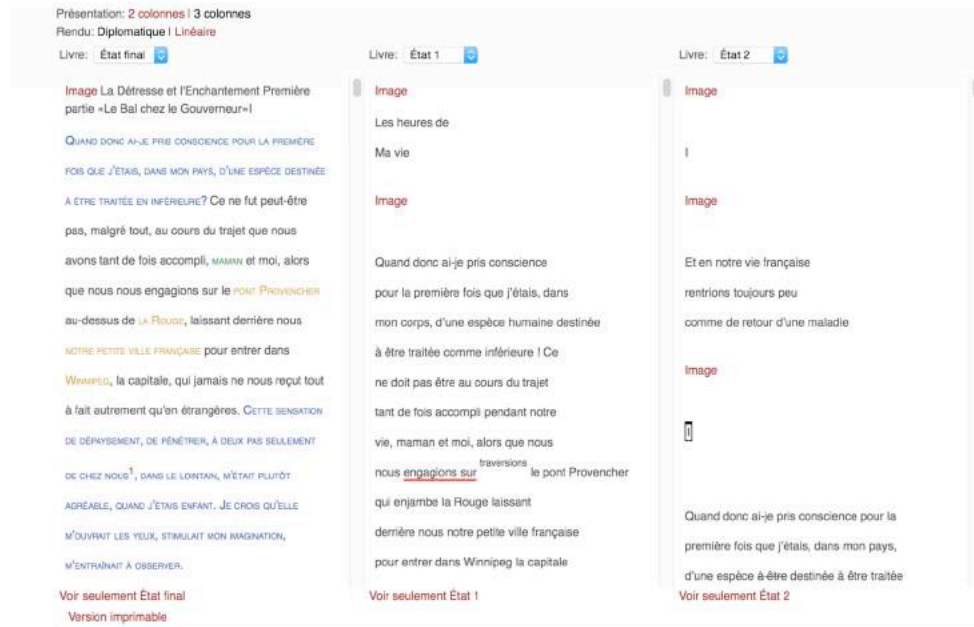 Présentation: 2 colonnes | 3 colonnes
Rendu: Diplomatique | Linéaire
Livre: État final
Image La Détresse et l'Enchantement Première
partie «Le Bal chez le Gouverneur»I
Quand donc ai-je pris conscience pour la première
fois que j'étais, dans mon pays, d'une espèce destinée
à être traitée en inférieure? Ce ne fut peut-être
pas, malgré tout, au cours du trajet que nous
avons tant de fois accompli, maman et moi, alors
que nous nous engagions sur le pont Provencher
au-dessus de la Rouge, laissant derrière nous
notre petite ville française pour entrer dans
Winnipeg, la capitale, qui jamais ne nous reçut tout
à fait autrement qu'en étrangères. Cette sensation
de dépaysement, de pénétrer, à deux pas seulement
de chez nous1, dans le lointain, m'était plutôt
agréable, quand j'étais enfant. Je crois qu'elle
m'ouvrait les yeux, stimulait mon imagination,
m'entraînait à observer.
Voir seulement État final
Version imprimable
Livre: État 1
Image
Les heures de
Ma vie
Image
Quand donc ai-je pris conscience
pour la première fois que j'étais, dans
mon corps, d'une espèce humaine destinée
à être traitée comme inférieure ! Ce
ne doit pas être au cours du trajet
tant de fois accompli pendant notre
vie, maman et moi, alors que nous
nous engagions sur traversions le pont Provencher
qui enjambe la Rouge laissant
derrière nous notre petite ville française
pour entrer dans Winnipeg la capitale
Voir seulement État 1
Livre: État 2
Image
I
Image
Et en notre vie française
rentrions toujours peu
comme de retour d'une maladie
Image
I
Quand donc ai-je pris conscience pour la
première fois que j'étais, dans mon pays,
d'une espèce à être destinée à être traitée
Voir seulement État 2